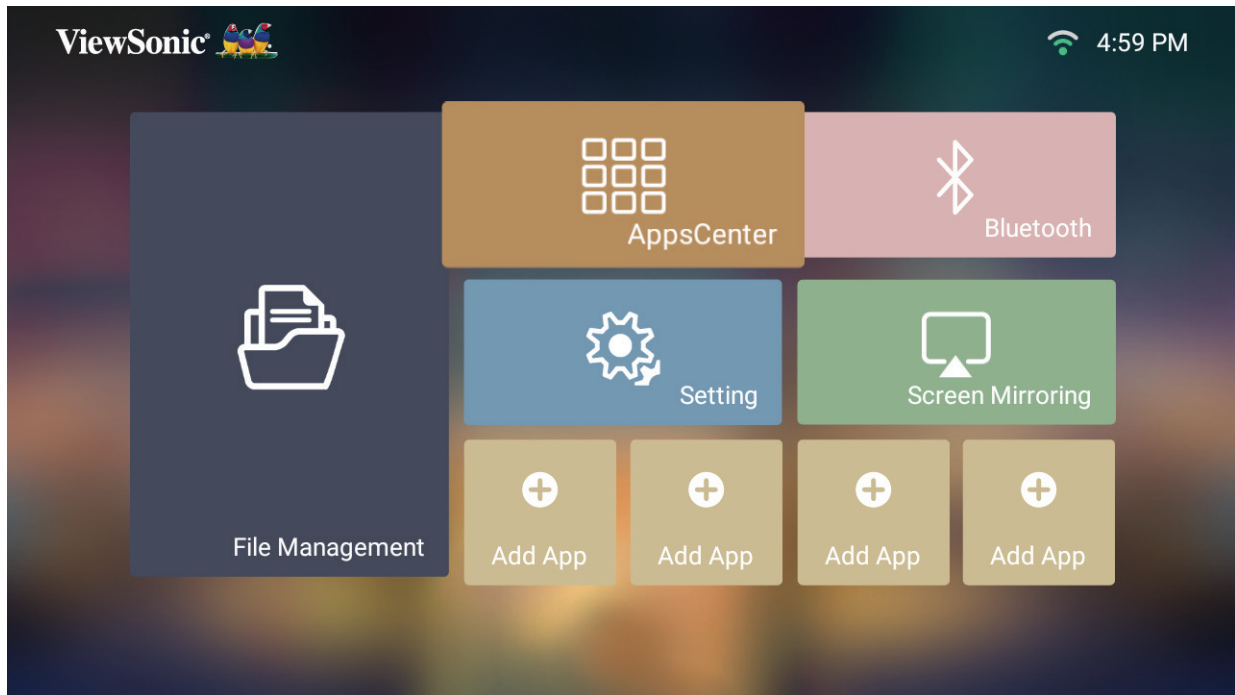 ViewSonic®
4:59 PM
AppsCenter
Bluetooth
Setting
Screen Mirroring
File Management
Add App
Add App
Add App
Add App